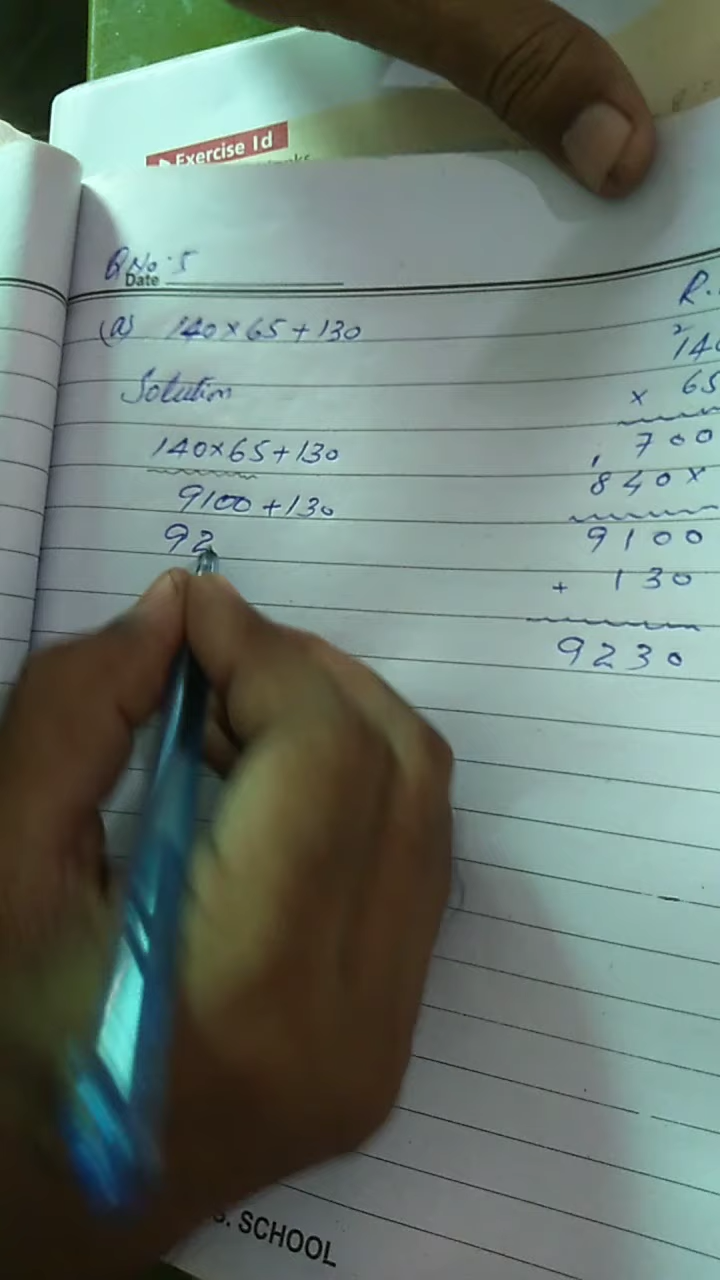 Exercise 1d
Q No. 5
Date
(a) 140×65+130
Solution
140×65+130
9100+130
92
R.
2
140
× 65
700
840×
9100
+ 130
9230
S. SCHOOL